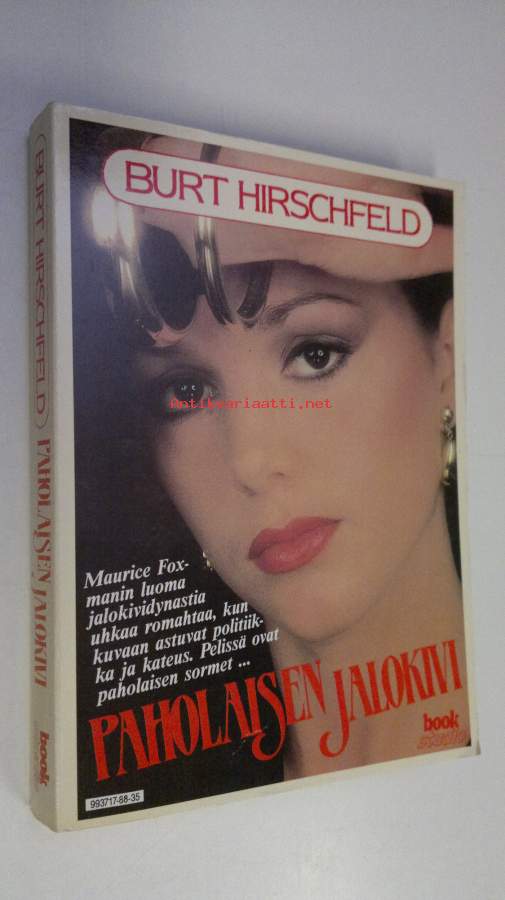 BURT HIRSCHFELD
Antikvariaatti.net
Maurice Fox-
manin luoma
jalokividynastia
uhkaa romahtaa, kun
kuvaan astuvat politiik-
ka ja kateus. Pelissä ovat
paholaisen sormet ...
PAHOLAISEN JALOKIVI
book
studio
993717-88-35
BURT HIRSCHFELD PAHOLAISEN JALOKIVI
book